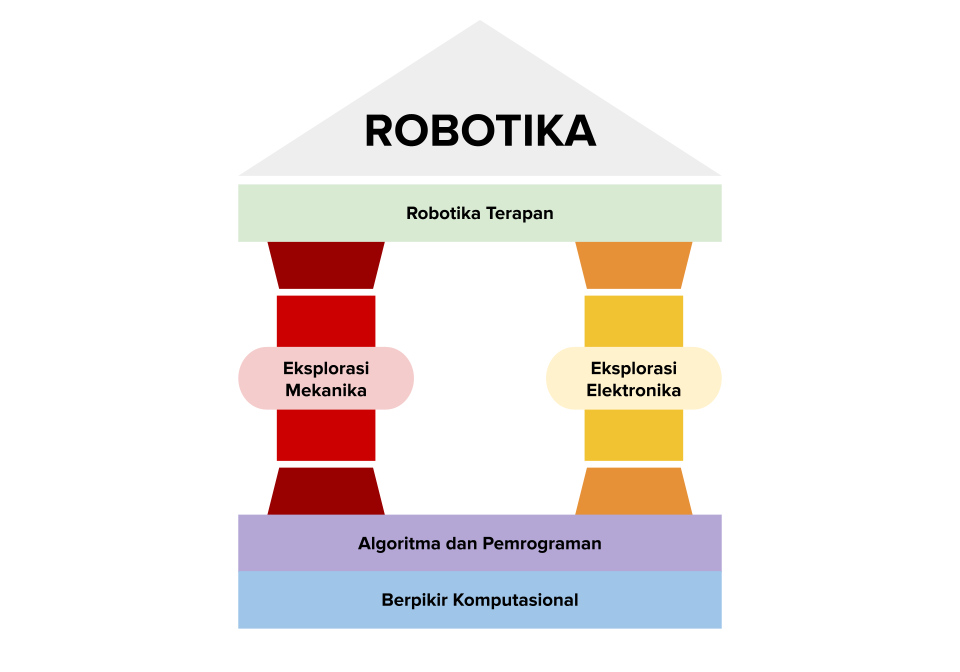 ROBOTIKA
Robotika Terapan
Eksplorasi
Mekanika
Eksplorasi
Elektronika
Algoritma dan Pemrograman
Berpikir Komputasional